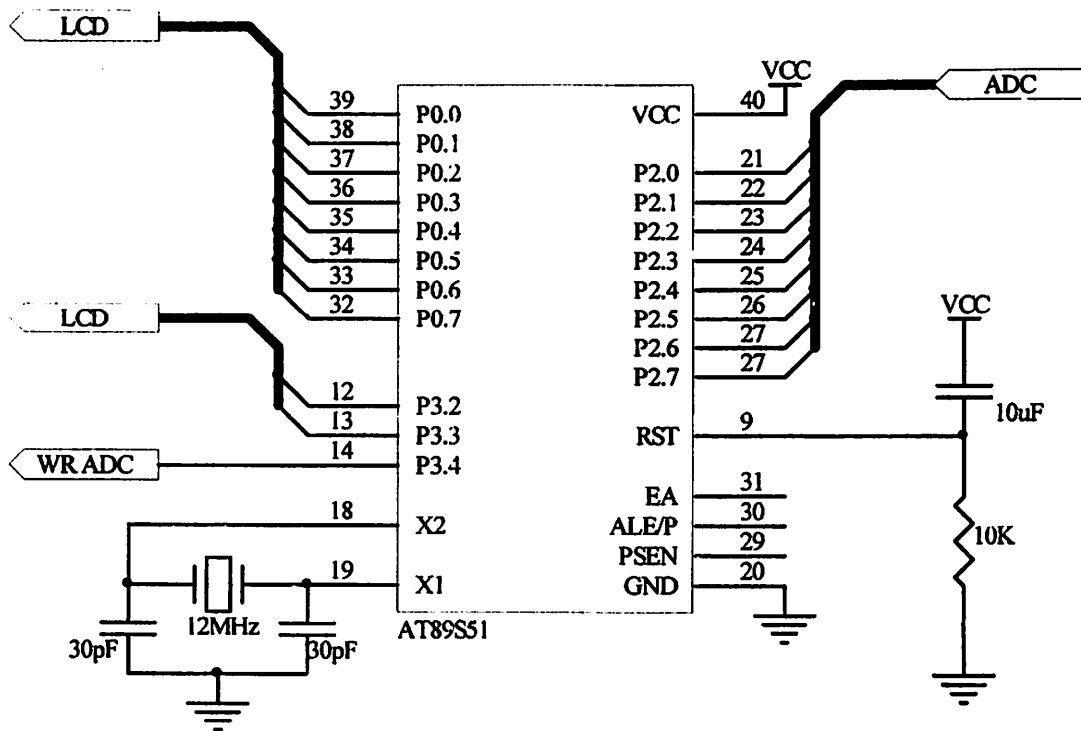 LCD
39 P0.0
38 P0.1
37 P0.2
36 P0.3
35 P0.4
34 P0.5
33 P0.6
32 P0.7
LCD
12 P3.2
13 P3.3
WR ADC 14 P3.4
18 X2
19 X1
12MHz
30pF
30pF
AT89S51
VCC
VCC 40
ADC
P2.0 21
P2.1 22
P2.2 23
P2.3 24
P2.4 25
P2.5 26
P2.6 27
P2.7 27
VCC
10uF
RST 9
10K
EA 31
ALE/P 30
PSEN 29
GND 20